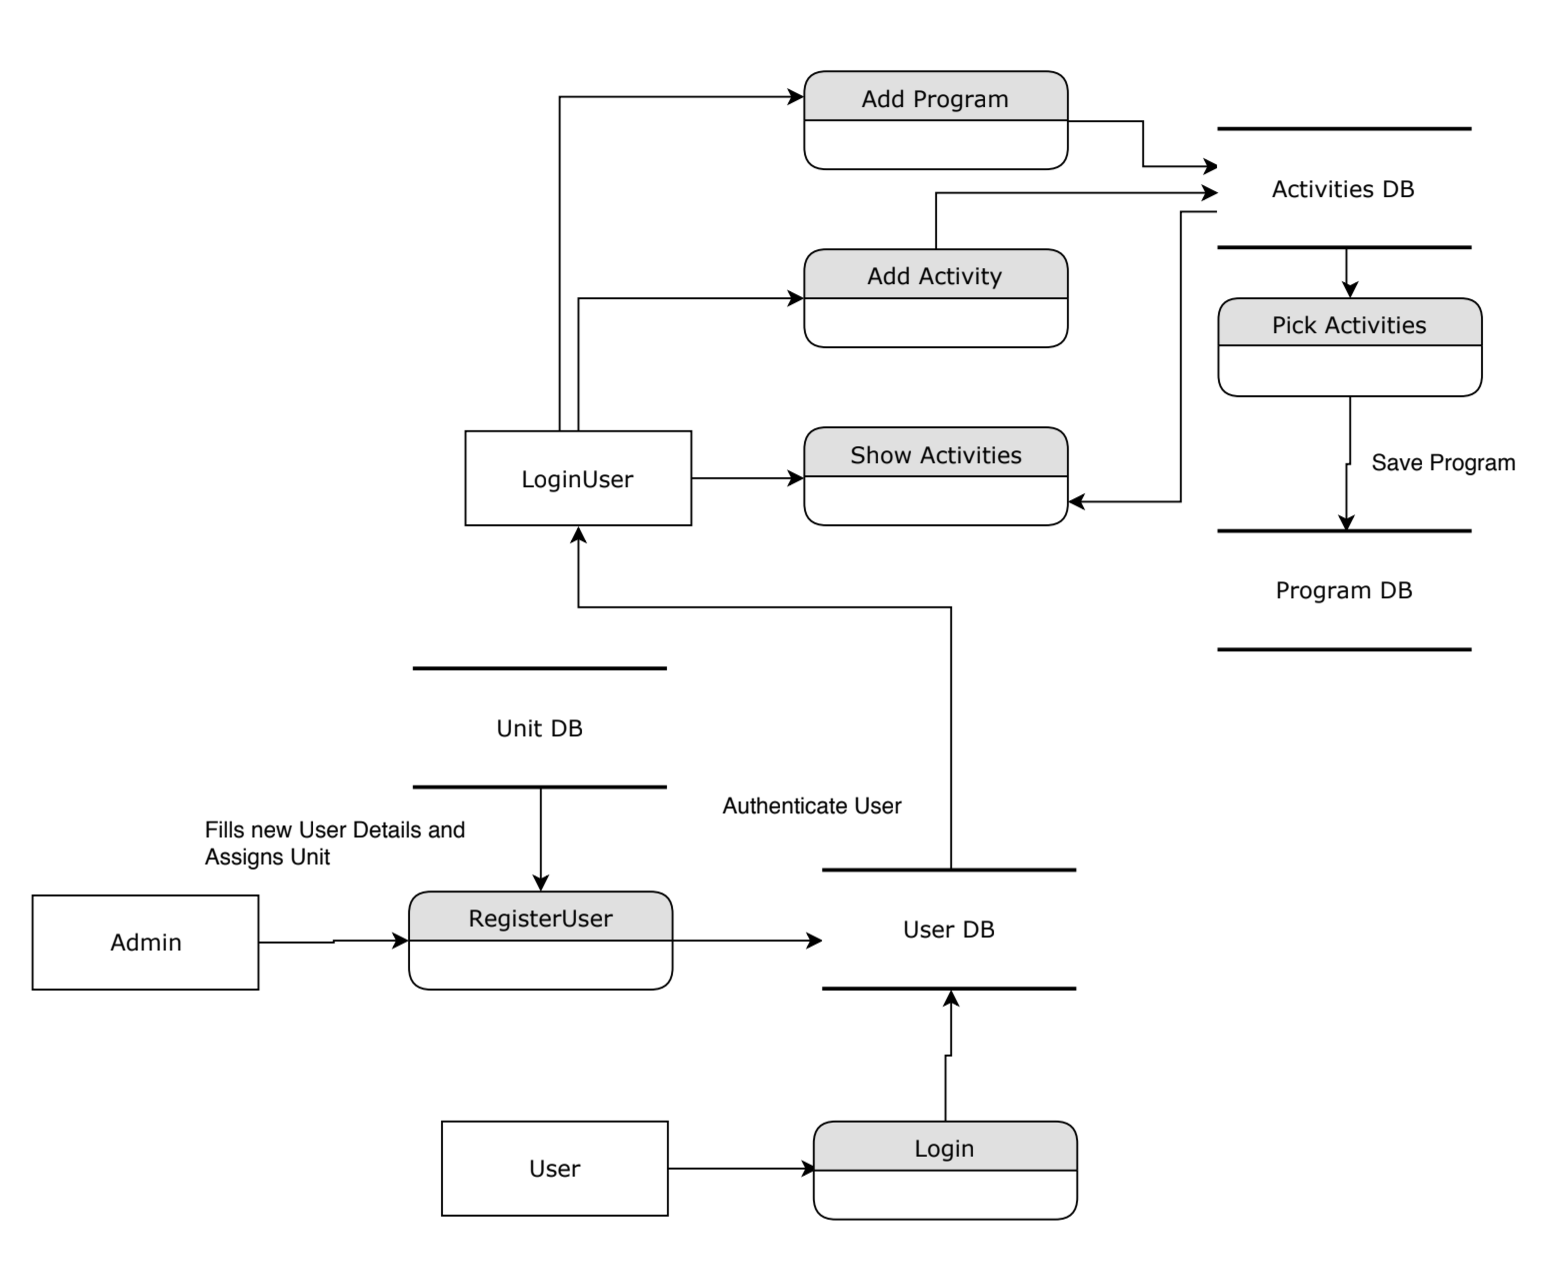 Add Program
Activities DB
Add Activity
Pick Activities
Show Activities
LoginUser
Save Program
Program DB
Unit DB
Authenticate User
Fills new User Details and
Assigns Unit
RegisterUser
User DB
Admin
Login
User